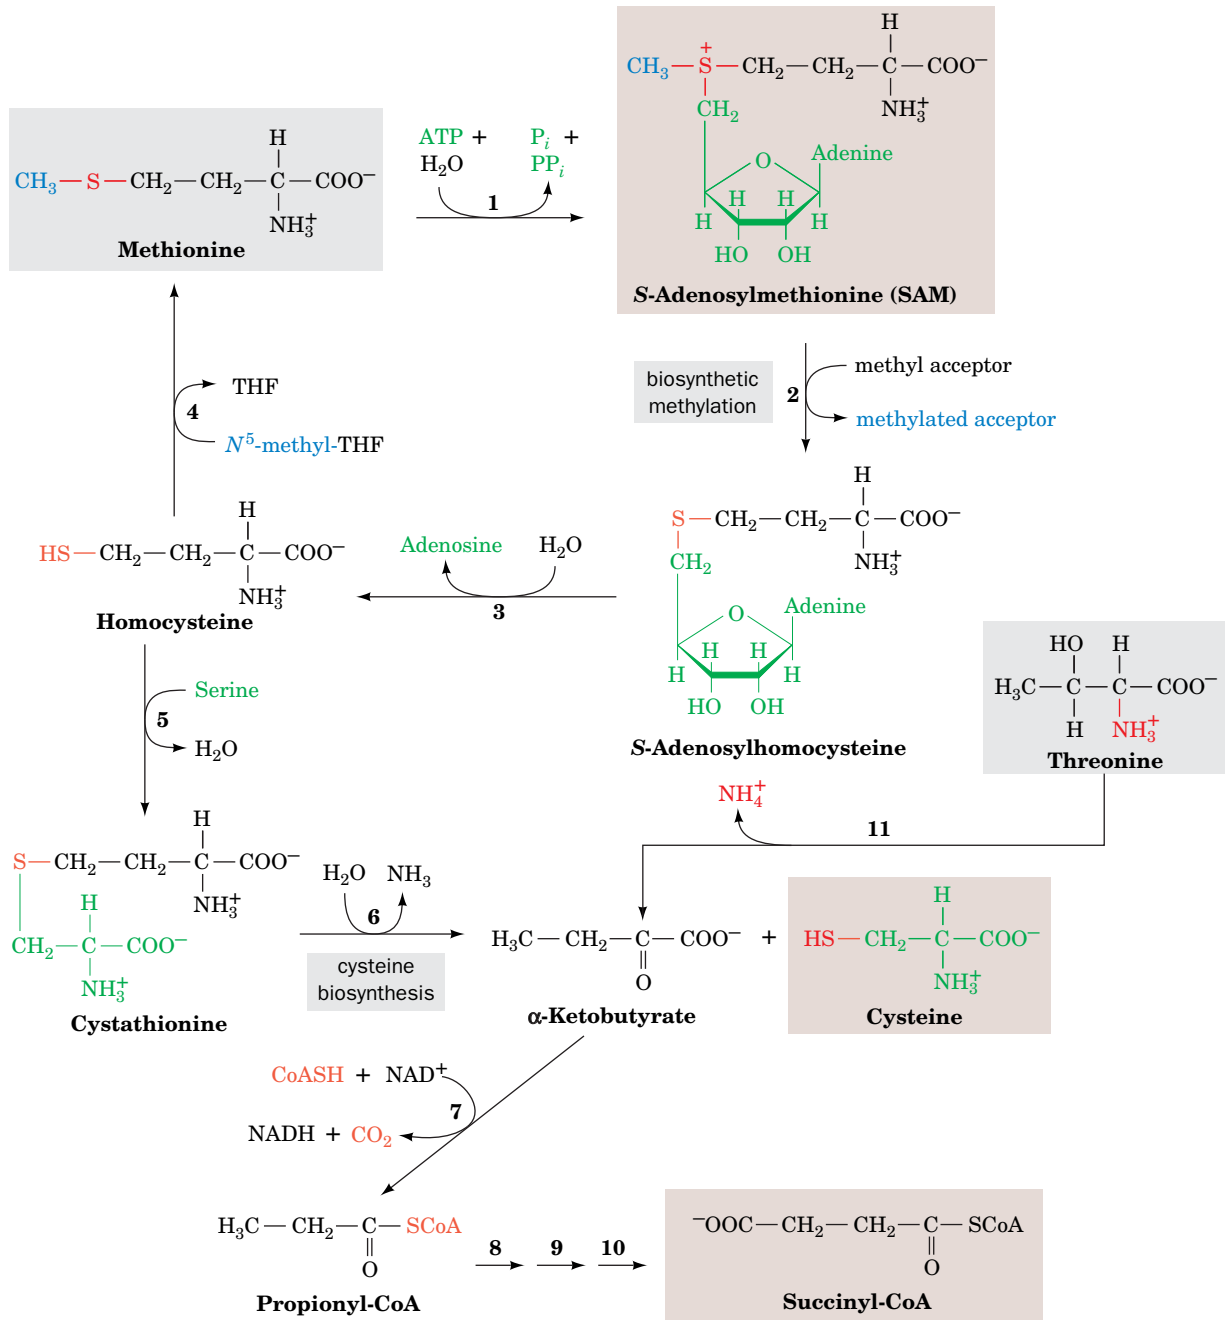 H
CH₃—S⁺—CH₂—CH₂—C—COO⁻
NH₃⁺
CH₂
O
Adenine
H H
H H
HO OH
S-Adenosylmethionine (SAM)
H
CH₃—S—CH₂—CH₂—C—COO⁻
NH₃⁺
Methionine
ATP + Pᵢ +
H₂O PPᵢ
1
THF
4
N⁵-methyl-THF
biosynthetic
methylation
2
methyl acceptor
methylated acceptor
H
HS—CH₂—CH₂—C—COO⁻
NH₃⁺
Homocysteine
Adenosine H₂O
3
H
S—CH₂—CH₂—C—COO⁻
NH₃⁺
CH₂
O
Adenine
H H
H H
HO OH
S-Adenosylhomocysteine
HO H
H₃C—C—C—COO⁻
H NH₃⁺
Threonine
Serine
5
H₂O
NH₄⁺
11
H
S—CH₂—CH₂—C—COO⁻
NH₃⁺
H
CH₂—C—COO⁻
NH₃⁺
Cystathionine
H₂O NH₃
6
cysteine
biosynthesis
H₃C—CH₂—C—COO⁻
O
α-Ketobutyrate
+
H
HS—CH₂—C—COO⁻
NH₃⁺
Cysteine
CoASH + NAD⁺
7
NADH + CO₂
H₃C—CH₂—C—SCoA
O
Propionyl-CoA
8 9 10
⁻OOC—CH₂—CH₂—C—SCoA
O
Succinyl-CoA